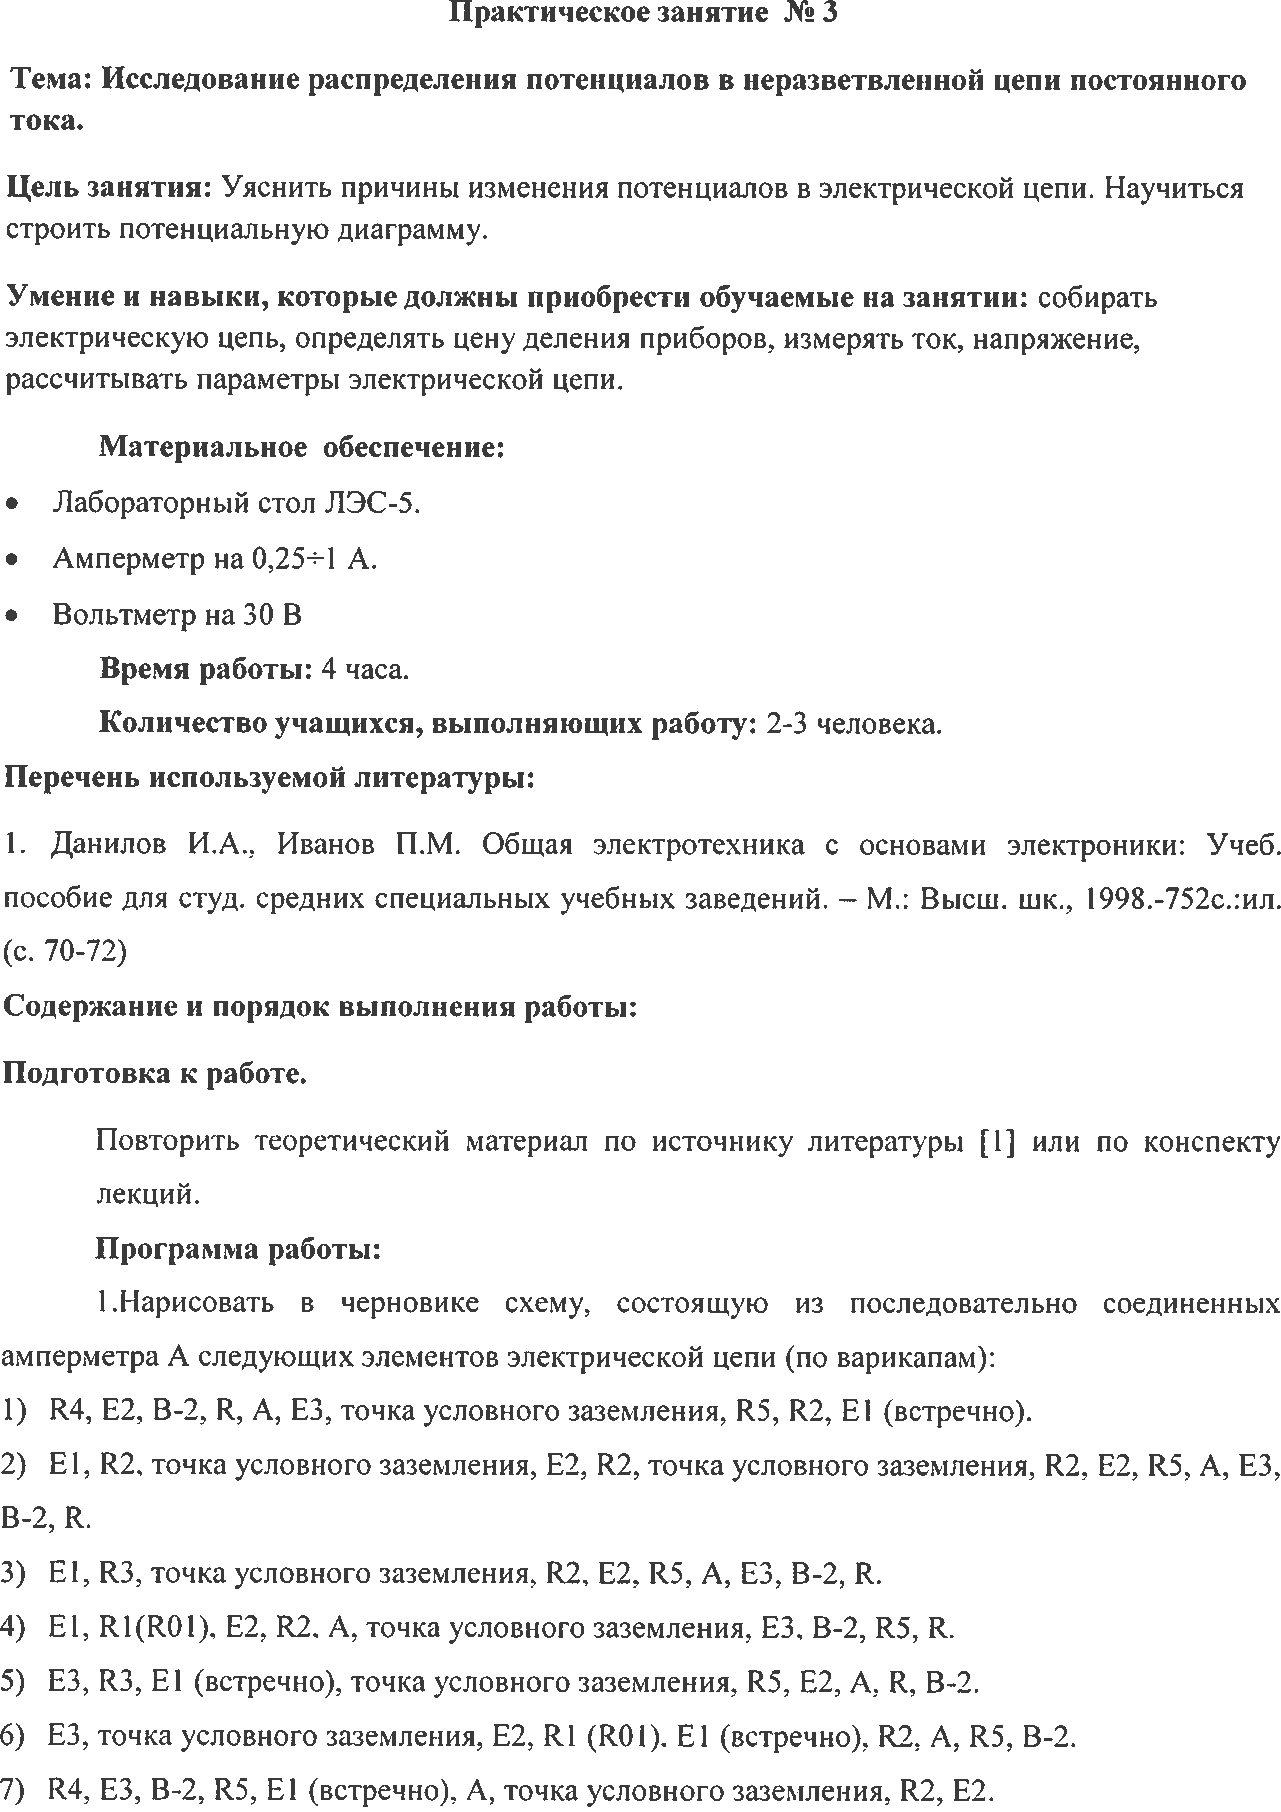 Практическое занятие № 3
Тема: Исследование распределения потенциалов в неразветвленной цепи постоянного
тока.
Цель занятия: Уяснить причины изменения потенциалов в электрической цепи. Научиться
строить потенциальную диаграмму.
Умение и навыки, которые должны приобрести обучаемые на занятии: собирать
электрическую цепь, определять цену деления приборов, измерять ток, напряжение,
рассчитывать параметры электрической цепи.
Материальное обеспечение:
• Лабораторный стол ЛЭС-5.
• Амперметр на 0,25÷1 А.
• Вольтметр на 30 В
Время работы: 4 часа.
Количество учащихся, выполняющих работу: 2-3 человека.
Перечень используемой литературы:
1. Данилов И.А., Иванов П.М. Общая электротехника с основами электроники: Учеб.
пособие для студ. средних специальных учебных заведений. – М.: Высш. шк., 1998.-752с.:ил.
(с. 70-72)
Содержание и порядок выполнения работы:
Подготовка к работе.
Повторить теоретический материал по источнику литературы [1] или по конспекту
лекций.
Программа работы:
1.Нарисовать в черновике схему, состоящую из последовательно соединенных
амперметра А следующих элементов электрической цепи (по варикапам):
1) R4, E2, B-2, R, A, E3, точка условного заземления, R5, R2, E1 (встречно).
2) E1, R2, точка условного заземления, E2, R2, точка условного заземления, R2, E2, R5, A, E3,
B-2, R.
3) E1, R3, точка условного заземления, R2, E2, R5, A, E3, B-2, R.
4) E1, R1(R01), E2, R2, A, точка условного заземления, E3, B-2, R5, R.
5) E3, R3, E1 (встречно), точка условного заземления, R5, E2, A, R, B-2.
6) E3, точка условного заземления, E2, R1 (R01). E1 (встречно), R2, A, R5, B-2.
7) R4, E3, B-2, R5, E1 (встречно), A, точка условного заземления, R2, E2.